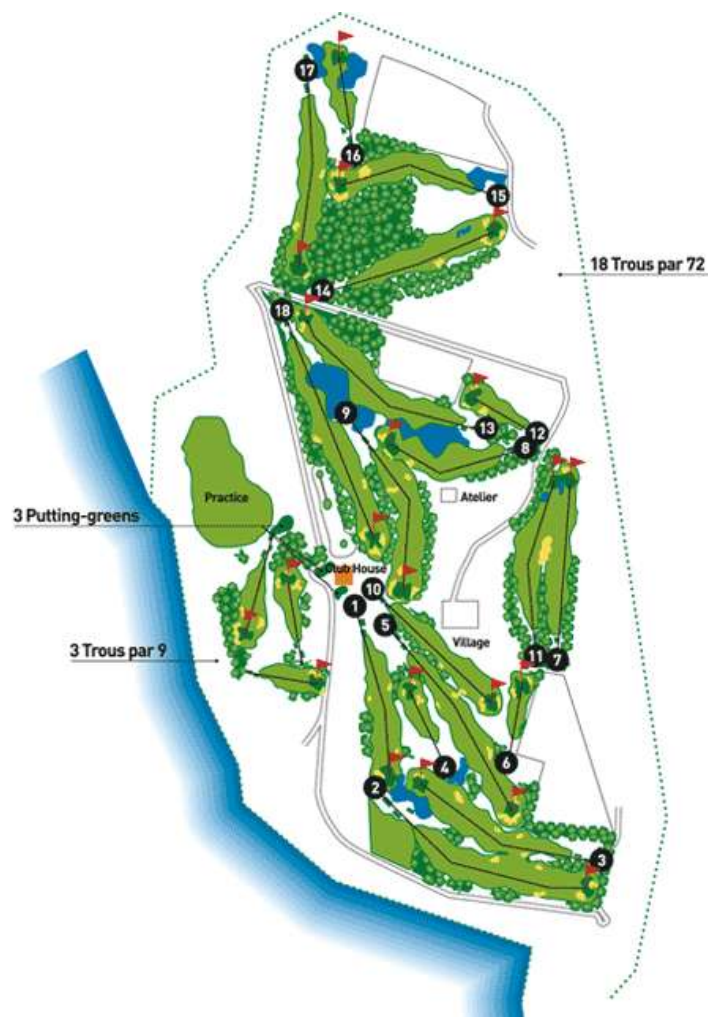 17
16
15
18 Trous par 72
14
18
9
13
12
8
Practice
Atelier
3 Putting-greens
Club House
10
1
5
Village
3 Trous par 9
11
7
6
4
2
3